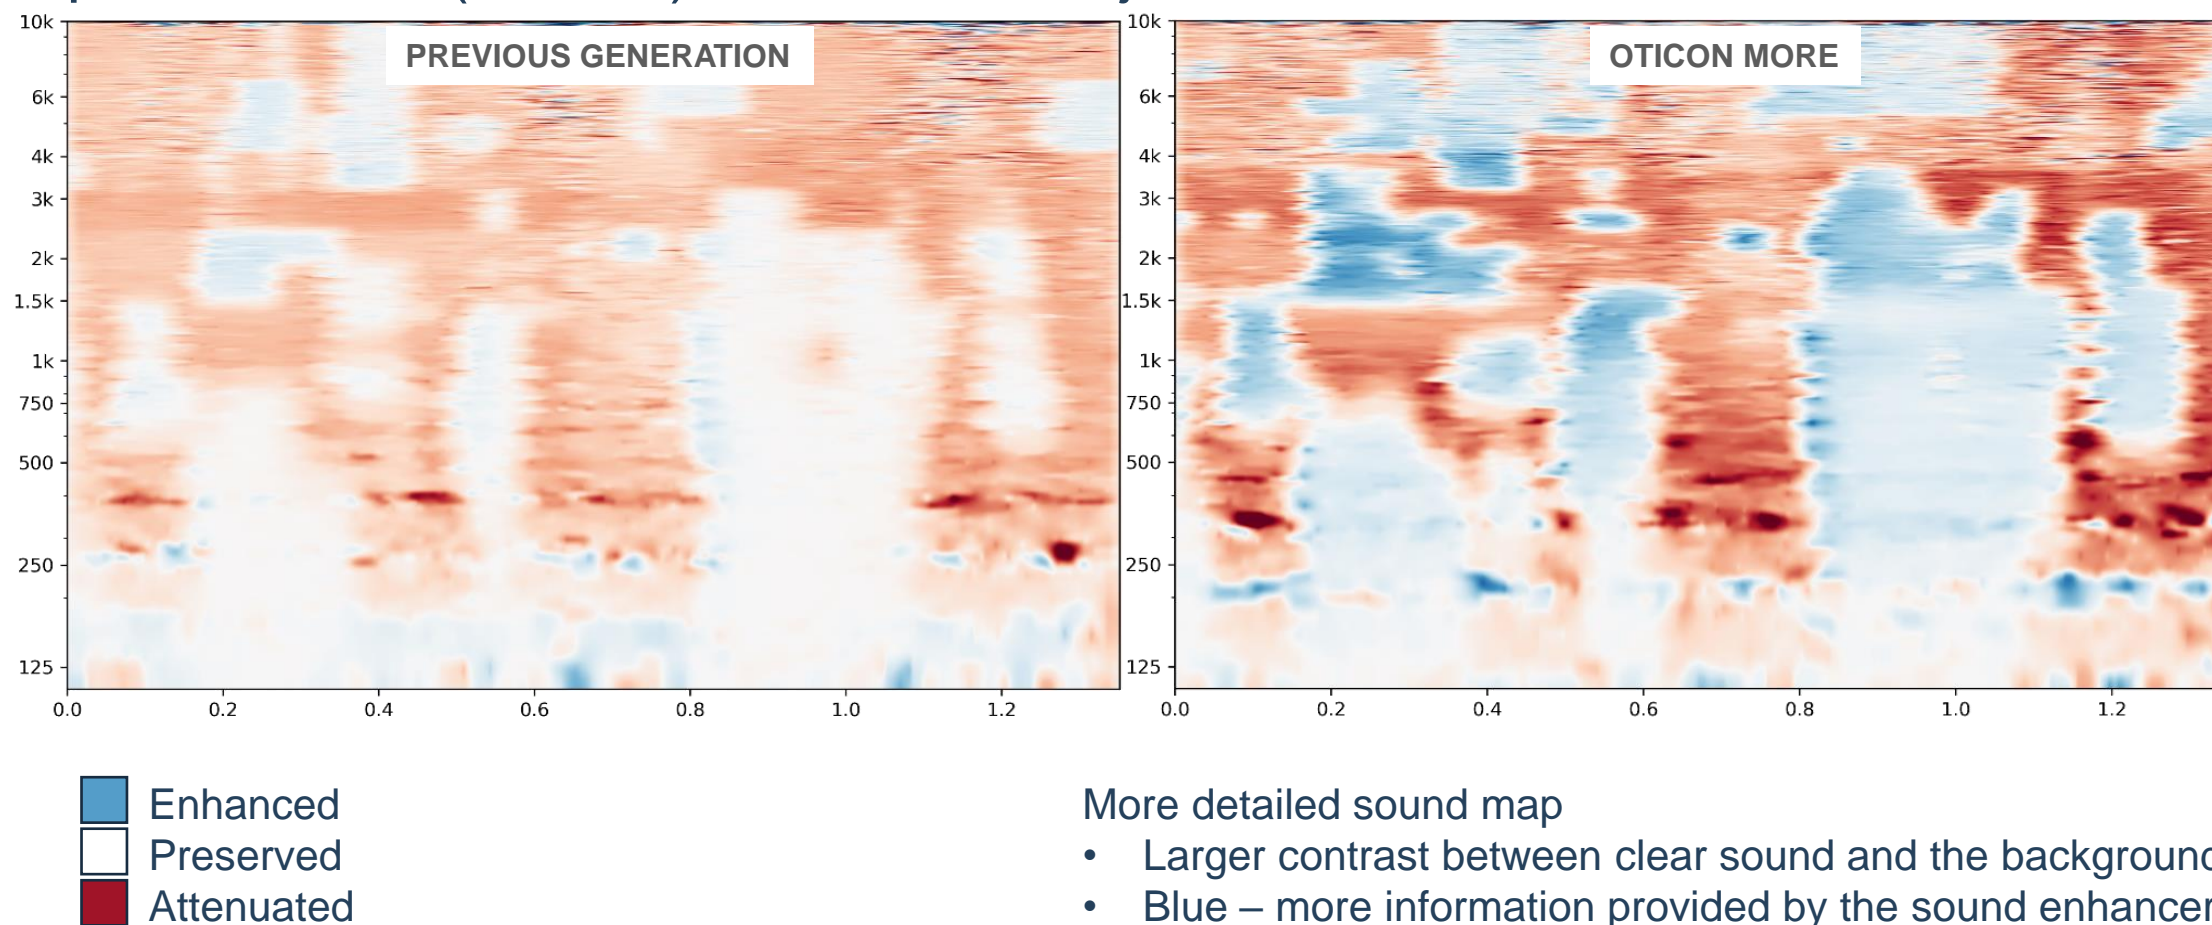 PREVIOUS GENERATION
OTICON MORE
10k
6k
4k
3k
2k
1.5k
1k
750
500
250
125
0.0 0.2 0.4 0.6 0.8 1.0 1.2
10k
6k
4k
3k
2k
1.5k
1k
750
500
250
125
0.0 0.2 0.4 0.6 0.8 1.0 1.2
Enhanced
Preserved
Attenuated
More detailed sound map
• Larger contrast between clear sound and the background
• Blue – more information provided by the sound enhancer